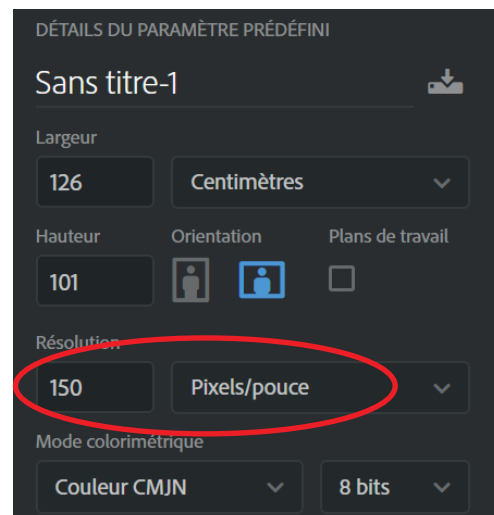 DÉTAILS DU PARAMÈTRE PRÉDÉFINI
Sans titre-1
Largeur
126 Centimètres
Hauteur Orientation Plans de travail
101
Résolution
150 Pixels/pouce
Mode colorimétrique
Couleur CMJN 8 bits